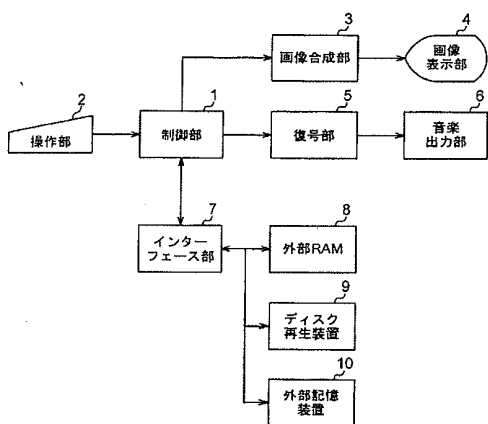 3
画像合成部
4
画像
表示部
2
操作部
1
制御部
5
復号部
6
音楽
出力部
7
インター
フェース部
8
外部RAM
9
ディスク
再生装置
10
外部記憶
装置